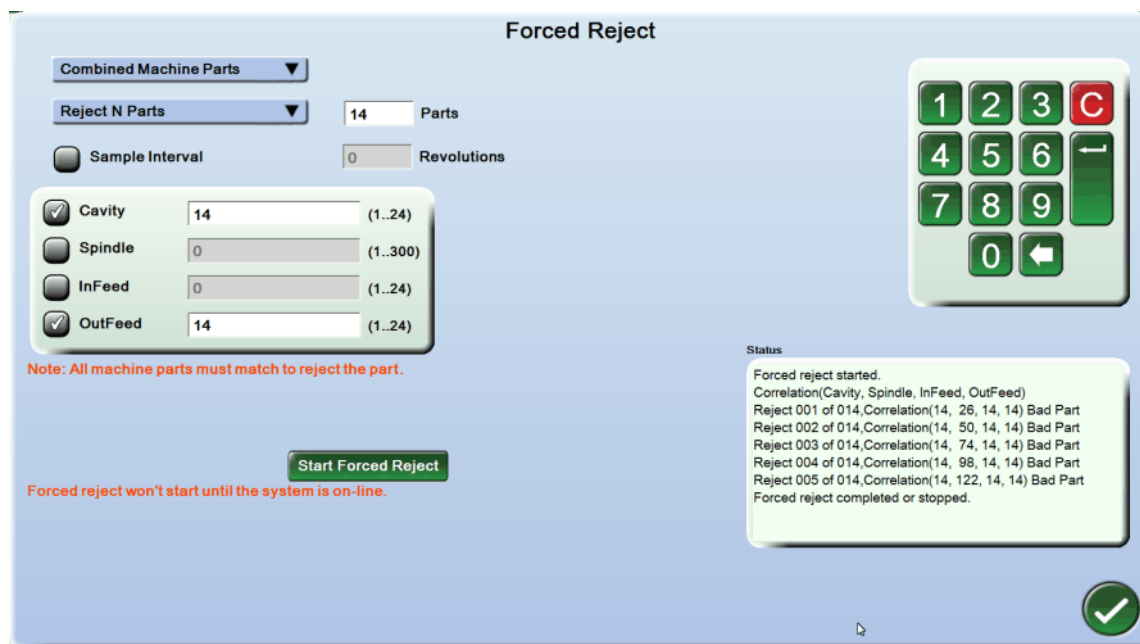 Forced Reject
Combined Machine Parts
Reject N Parts 14 Parts
Sample Interval 0 Revolutions
Cavity 14 (1..24)
Spindle 0 (1..300)
InFeed 0 (1..24)
OutFeed 14 (1..24)
Note: All machine parts must match to reject the part.
Start Forced Reject
Forced reject won't start until the system is on-line.
1 2 3 C
4 5 6
7 8 9
0
Status
Forced reject started.
Correlation(Cavity, Spindle, InFeed, OutFeed)
Reject 001 of 014,Correlation(14, 26, 14, 14) Bad Part
Reject 002 of 014,Correlation(14, 50, 14, 14) Bad Part
Reject 003 of 014,Correlation(14, 74, 14, 14) Bad Part
Reject 004 of 014,Correlation(14, 98, 14, 14) Bad Part
Reject 005 of 014,Correlation(14, 122, 14, 14) Bad Part
Forced reject completed or stopped.